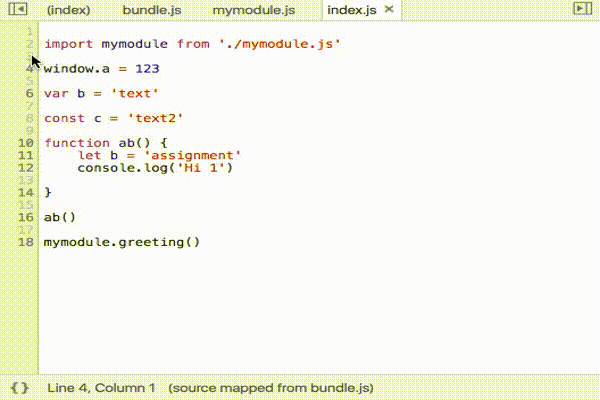 (index) bundle.js mymodule.js index.js ×
1
2 import mymodule from './mymodule.js'
3
4 window.a = 123
5
6 var b = 'text'
7
8 const c = 'text2'
9
10 function ab() {
11 let b = 'assignment'
12 console.log('Hi 1')
13
14 }
15
16 ab()
17
18 mymodule.greeting()
{} Line 4, Column 1 (source mapped from bundle.js)